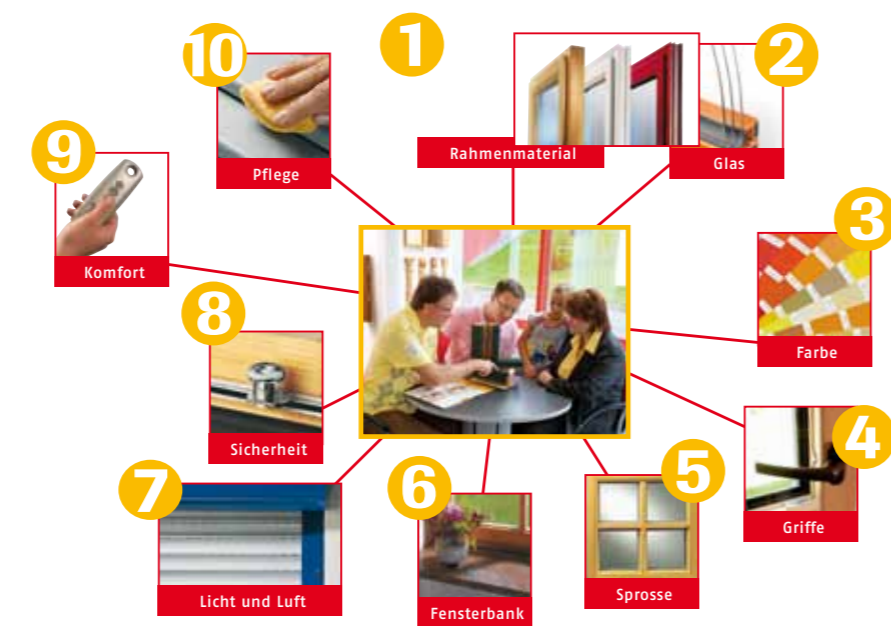 1
Rahmenmaterial
2
Glas
3
Farbe
4
Griffe
5
Sprosse
6
Fensterbank
7
Licht und Luft
8
Sicherheit
9
Komfort
10
Pflege